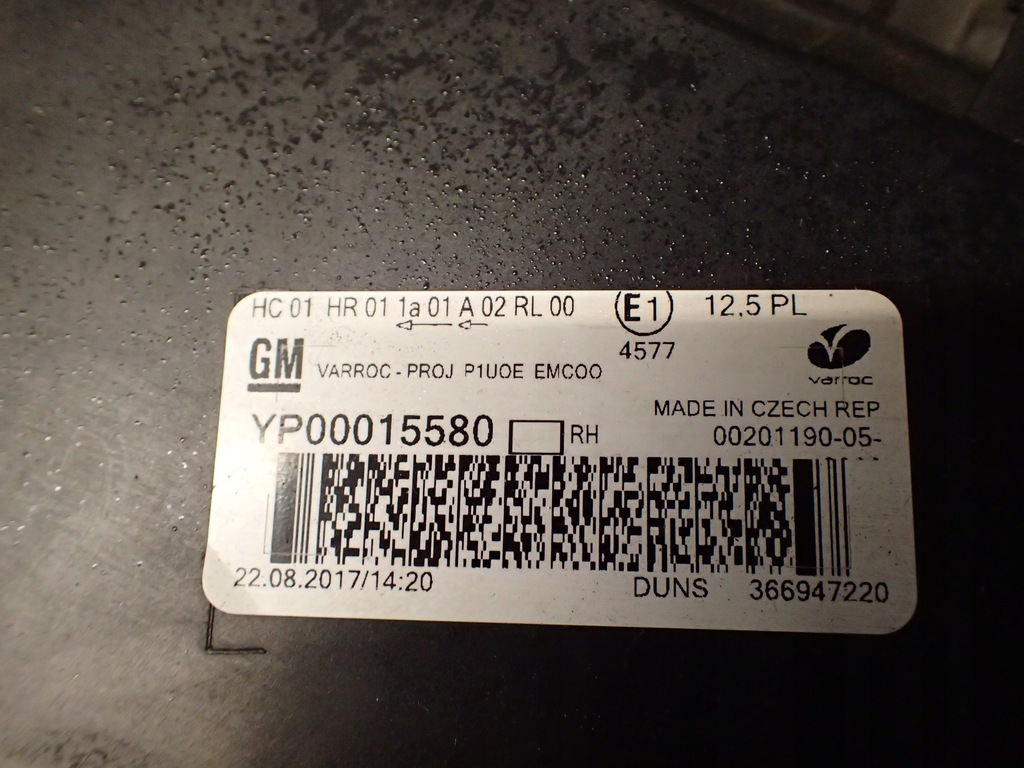 HC 01 HR 01 1a 01 A 02 RL 00 E1 12,5 PL
4577
GM VARROC - PROJ P1UOE EMCOO
varroc
MADE IN CZECH REP
YP00015580 RH 00201190-05-
22.08.2017/14:20 DUNS 366947220